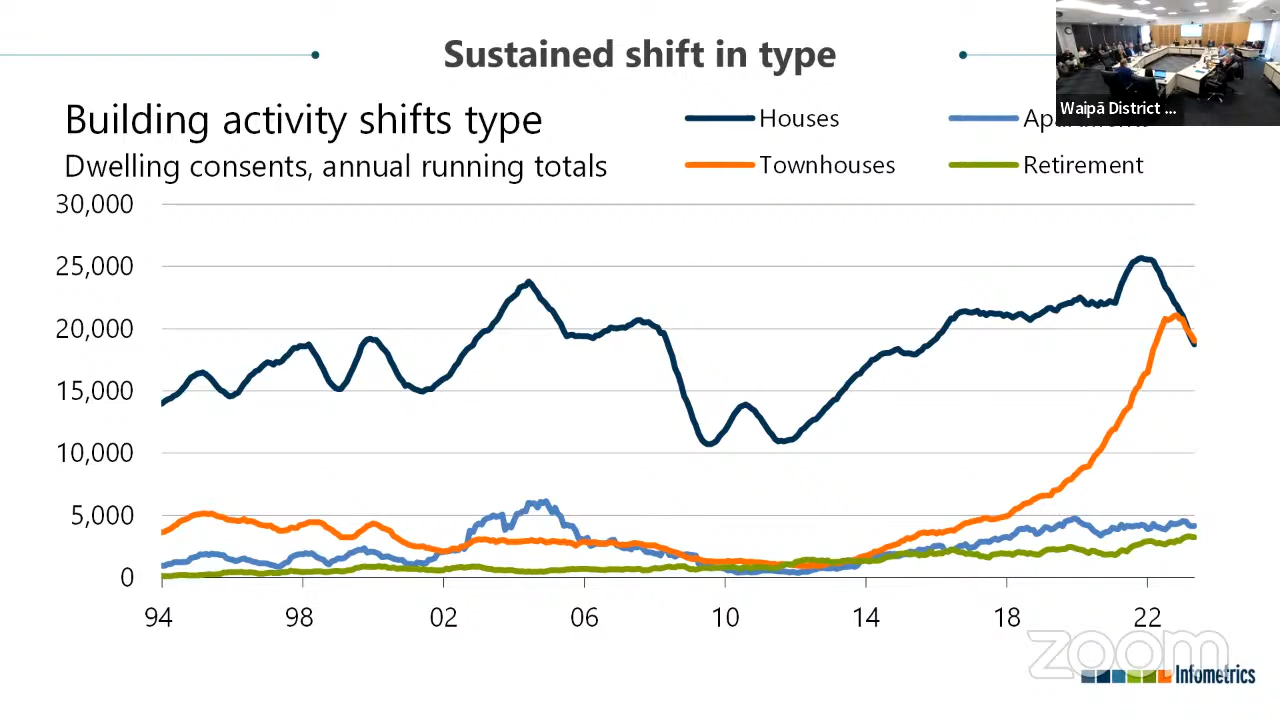 Sustained shift in type
Waipā District ...
Building activity shifts type
Dwelling consents, annual running totals
Houses
Townhouses
Retirement
30,000
25,000
20,000
15,000
10,000
5,000
0
94 98 02 06 10 14 18 22
zoom
Infometrics